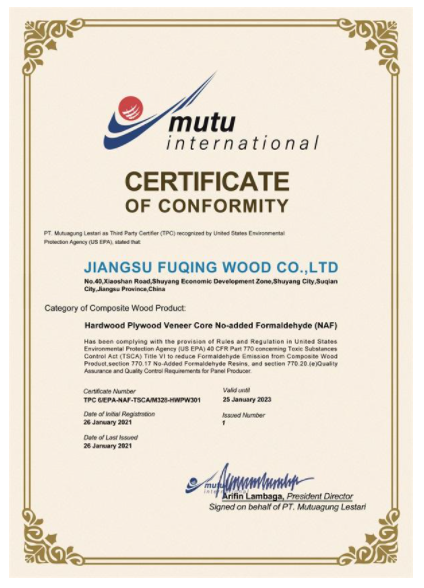 mutu
international
CERTIFICATE
OF CONFORMITY
PT. Mutuagung Lestari as Third Party Certifier (TPC) recognized by United States Environmental
Protection Agency (US EPA), stated that
JIANGSU FUQING WOOD CO.,LTD
No.40,Xiaoshan Road,Shuyang Economic Development Zone,Shuyang City,Suqian
City,Jiangsu Province,China
Category of Composite Wood Product:
Hardwood Plywood Veneer Core No-added Formaldehyde (NAF)
Has been complying with the provision of Rules and Regulation in United States
Environmental Protection Agency (US EPA) 40 CFR Part 770 concerning Toxic Substances
Control Act (TSCA) Title VI to reduce Formaldehyde Emission from Composite Wood
Product,section 770.17 No-Added Formaldehyde Resins, and section 770.20.(e)Quality
Assurance and Quality Control Requirements for Panel Producer.
Certificate Number
TPC 6/EPA-NAF-TSCA/M328-HWPW301
Valid until
25 January 2023
Date of Initial Registration
26 January 2021
Issued Number
1
Date of Last Issued
26 January 2021
mutu
Arifin Lambaga, President Director
Signed on behalf of PT. Mutuagung Lestari